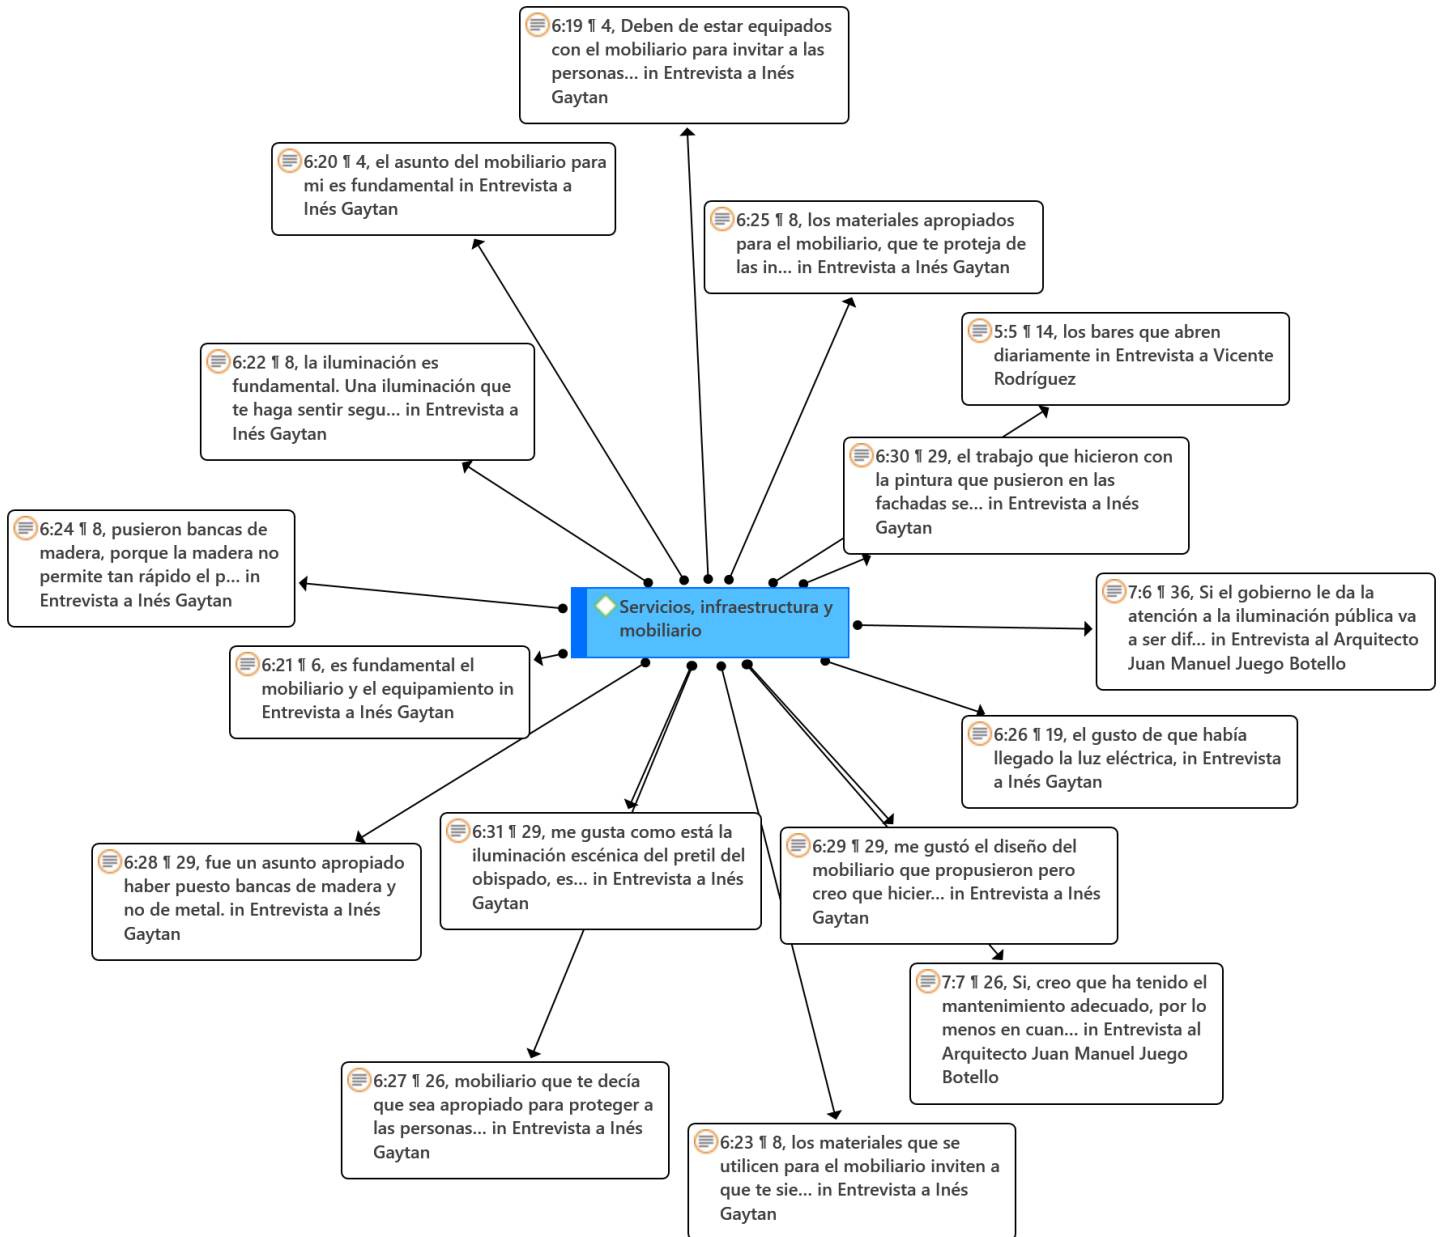 6:19 ¶ 4, Deben de estar equipados
con el mobiliario para invitar a las
personas... in Entrevista a Inés
Gaytan
6:20 ¶ 4, el asunto del mobiliario para
mi es fundamental in Entrevista a
Inés Gaytan
6:25 ¶ 8, los materiales apropiados
para el mobiliario, que te proteja de
las in... in Entrevista a Inés Gaytan
5:5 ¶ 14, los bares que abren
diariamente in Entrevista a Vicente
Rodríguez
6:22 ¶ 8, la iluminación es
fundamental. Una iluminación que
te haga sentir segu... in Entrevista a
Inés Gaytan
6:30 ¶ 29, el trabajo que hicieron con
la pintura que pusieron en las
fachadas se... in Entrevista a Inés
Gaytan
6:24 ¶ 8, pusieron bancas de
madera, porque la madera no
permite tan rápido el p... in
Entrevista a Inés Gaytan
Servicios, infraestructura y
mobiliario
7:6 ¶ 36, Si el gobierno le da la
atención a la iluminación pública va
a ser dif... in Entrevista al Arquitecto
Juan Manuel Juego Botello
6:21 ¶ 6, es fundamental el
mobiliario y el equipamiento in
Entrevista a Inés Gaytan
6:26 ¶ 19, el gusto de que había
llegado la luz eléctrica, in Entrevista
a Inés Gaytan
6:28 ¶ 29, fue un asunto apropiado
haber puesto bancas de madera y
no de metal. in Entrevista a Inés
Gaytan
6:31 ¶ 29, me gusta como está la
iluminación escénica del pretil del
obispado, es... in Entrevista a Inés
Gaytan
6:29 ¶ 29, me gustó el diseño del
mobiliario que propusieron pero
creo que hicier... in Entrevista a Inés
Gaytan
7:7 ¶ 26, Si, creo que ha tenido el
mantenimiento adecuado, por lo
menos en cuan... in Entrevista al
Arquitecto Juan Manuel Juego
Botello
6:27 ¶ 26, mobiliario que te decía
que sea apropiado para proteger a
las personas... in Entrevista a Inés
Gaytan
6:23 ¶ 8, los materiales que se
utilicen para el mobiliario inviten a
que te sie... in Entrevista a Inés
Gaytan